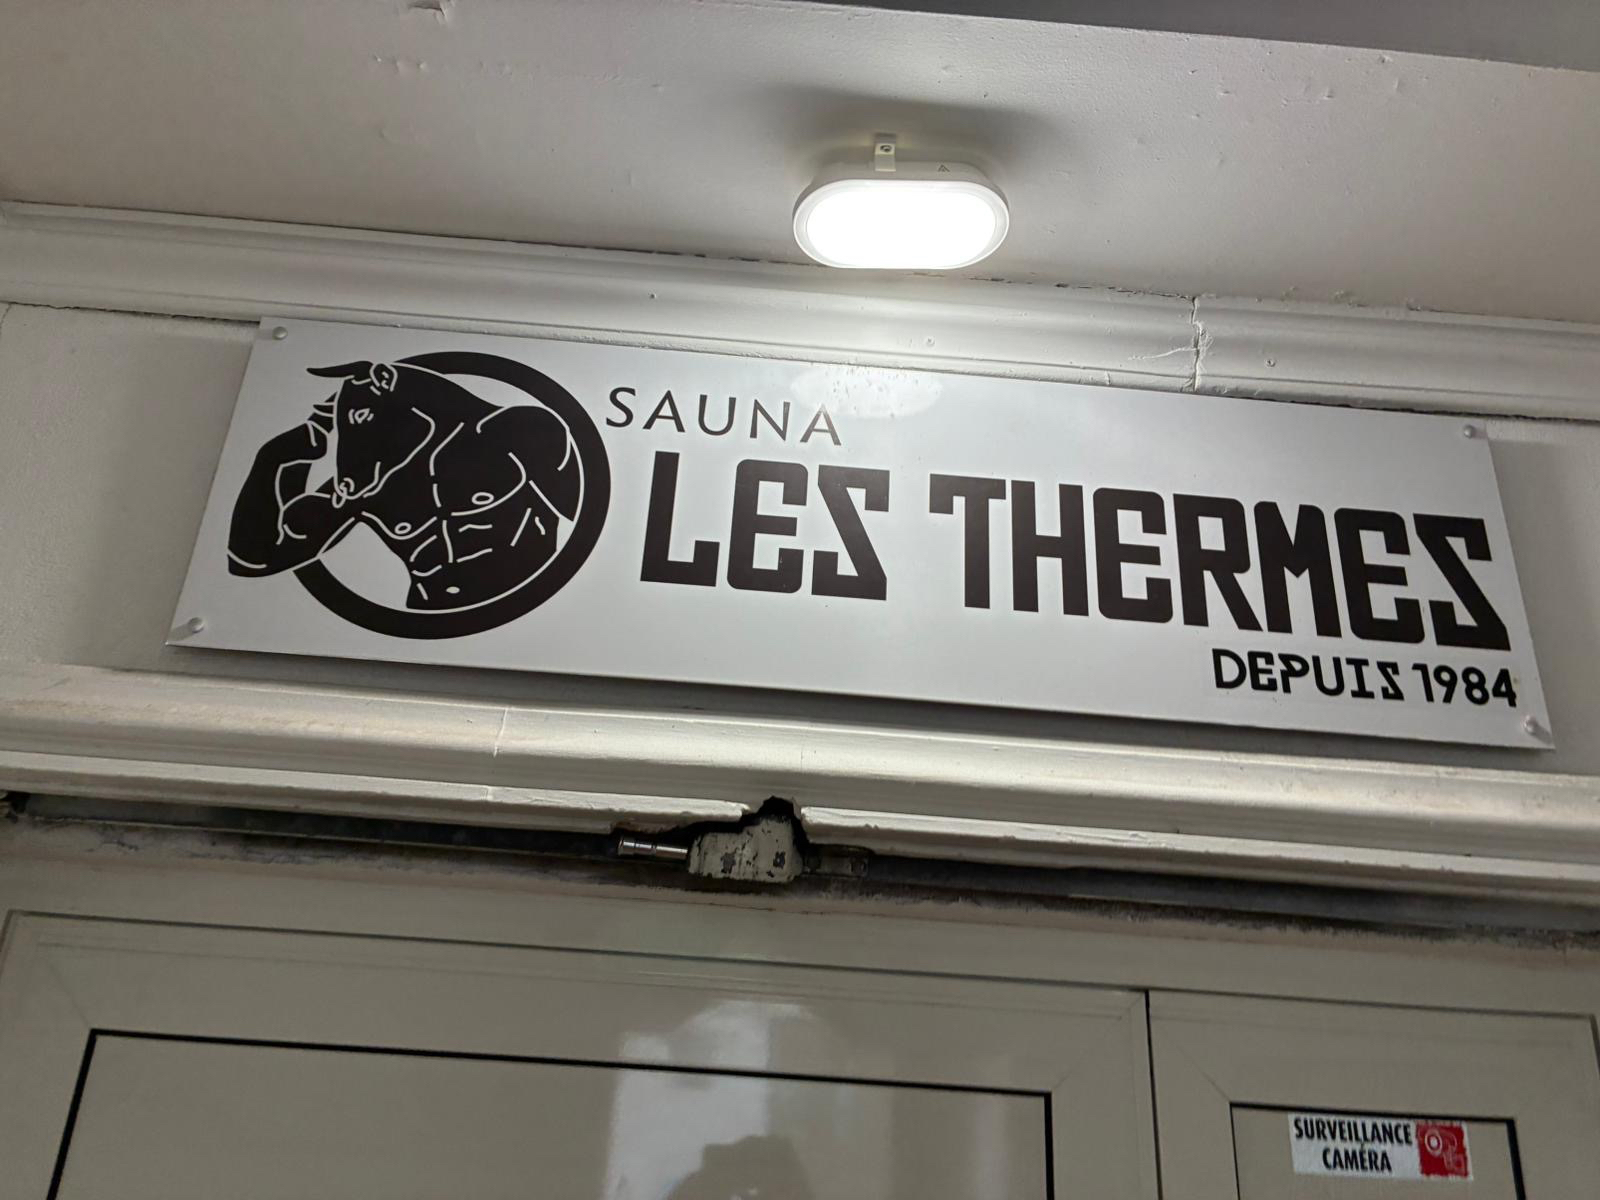 SAUNA
LES THERMES
DEPUIS 1984
SURVEILLANCE
CAMÉRA